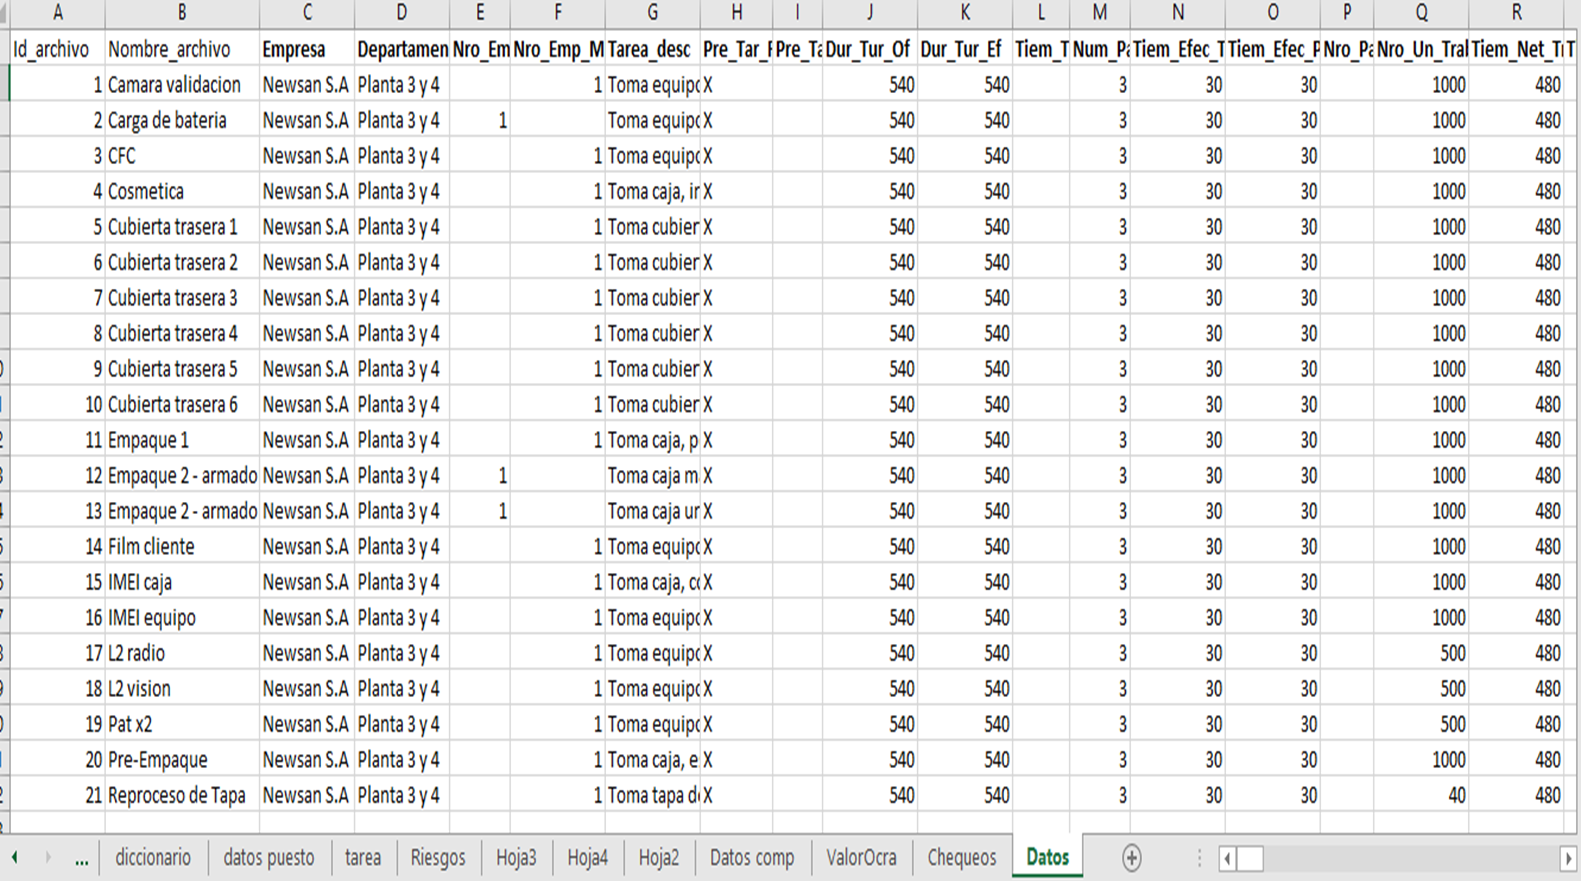 A B C D E F G H I J K L M N O P Q R
Id_archivo Nombre_archivo Empresa Departamen Nro_Em Nro_Emp_M Tarea_desc Pre_Tar_ Pre_Ta Dur_Tur_Of Dur_Tur_Ef Tiem_T Num_Pa Tiem_Efec_T Tiem_Efec_P Nro_Pa Nro_Un_Tral Tiem_Net_Tr T
1 Camara validacion Newsan S.A Planta 3 y 4 1 Toma equipo X 540 540 3 30 30 1000 480
2 Carga de bateria Newsan S.A Planta 3 y 4 1 Toma equipo X 540 540 3 30 30 1000 480
3 CFC Newsan S.A Planta 3 y 4 1 Toma equipo X 540 540 3 30 30 1000 480
4 Cosmetica Newsan S.A Planta 3 y 4 1 Toma caja, ir X 540 540 3 30 30 1000 480
5 Cubierta trasera 1 Newsan S.A Planta 3 y 4 1 Toma cubier X 540 540 3 30 30 1000 480
6 Cubierta trasera 2 Newsan S.A Planta 3 y 4 1 Toma cubier X 540 540 3 30 30 1000 480
7 Cubierta trasera 3 Newsan S.A Planta 3 y 4 1 Toma cubier X 540 540 3 30 30 1000 480
8 Cubierta trasera 4 Newsan S.A Planta 3 y 4 1 Toma cubier X 540 540 3 30 30 1000 480
9 Cubierta trasera 5 Newsan S.A Planta 3 y 4 1 Toma cubier X 540 540 3 30 30 1000 480
10 Cubierta trasera 6 Newsan S.A Planta 3 y 4 1 Toma cubier X 540 540 3 30 30 1000 480
11 Empaque 1 Newsan S.A Planta 3 y 4 1 Toma caja, p X 540 540 3 30 30 1000 480
12 Empaque 2 - armado Newsan S.A Planta 3 y 4 1 Toma caja m X 540 540 3 30 30 1000 480
13 Empaque 2 - armado Newsan S.A Planta 3 y 4 1 Toma caja ur X 540 540 3 30 30 1000 480
14 Film cliente Newsan S.A Planta 3 y 4 1 Toma equipo X 540 540 3 30 30 1000 480
15 IMEI caja Newsan S.A Planta 3 y 4 1 Toma caja, co X 540 540 3 30 30 1000 480
16 IMEI equipo Newsan S.A Planta 3 y 4 1 Toma equipo X 540 540 3 30 30 1000 480
17 L2 radio Newsan S.A Planta 3 y 4 1 Toma equipo X 540 540 3 30 30 500 480
18 L2 vision Newsan S.A Planta 3 y 4 1 Toma equipo X 540 540 3 30 30 500 480
19 Pat x2 Newsan S.A Planta 3 y 4 1 Toma equipo X 540 540 3 30 30 500 480
20 Pre-Empaque Newsan S.A Planta 3 y 4 1 Toma caja, e X 540 540 3 30 30 1000 480
21 Reproceso de Tapa Newsan S.A Planta 3 y 4 1 Toma tapa d X 540 540 3 30 30 40 480
... diccionario datos puesto tarea Riesgos Hoja3 Hoja4 Hoja2 Datos comp ValorOcra Chequeos Datos